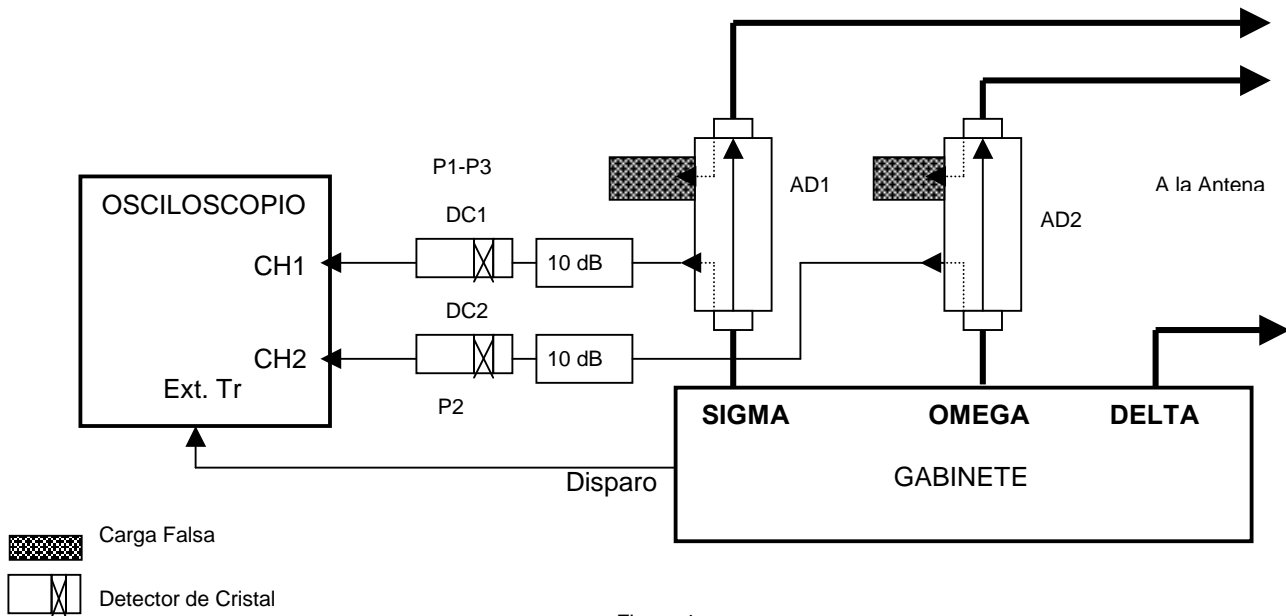 P1-P3
AD1
A la Antena
OSCILOSCOPIO
DC1
AD2
CH1
10 dB
DC2
CH2
10 dB
Ext. Tr
P2
SIGMA
OMEGA
DELTA
Disparo
GABINETE
Carga Falsa
Detector de Cristal